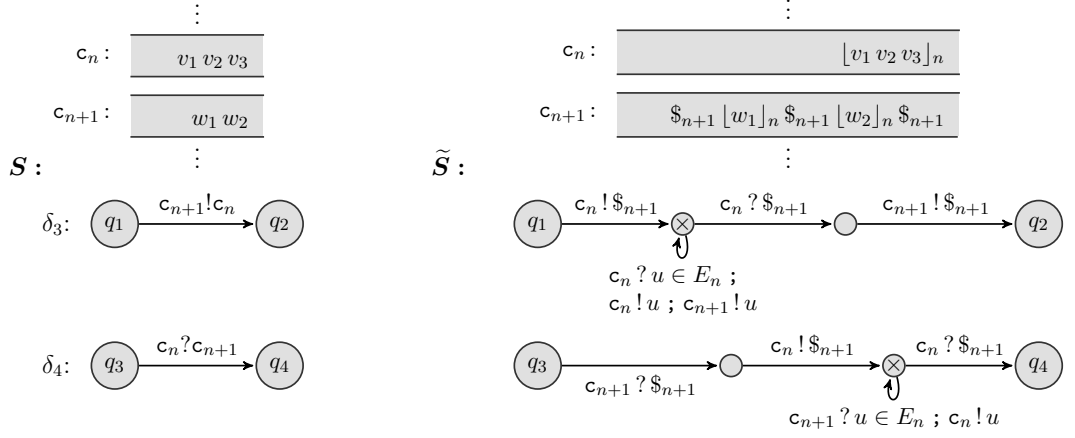 ⋮ ⋮
c_n: v_1 v_2 v_3 c_n: ⌊v_1 v_2 v_3⌋_n
c_{n+1}: w_1 w_2 c_{n+1}: $_{n+1} ⌊w_1⌋_n $_{n+1} ⌊w_2⌋_n $_{n+1}
⋮ ⋮
S: S̃:
δ_3: q_1 c_{n+1}!c_n q_2 q_1 c_n ! $_{n+1} × c_n ? $_{n+1} c_{n+1} ! $_{n+1} q_2
c_n ? u ∈ E_n ;
c_n ! u ; c_{n+1} ! u
δ_4: q_3 c_n?c_{n+1} q_4 q_3 c_{n+1} ? $_{n+1} c_n ! $_{n+1} × c_n ? $_{n+1} q_4
c_{n+1} ? u ∈ E_n ; c_n ! u